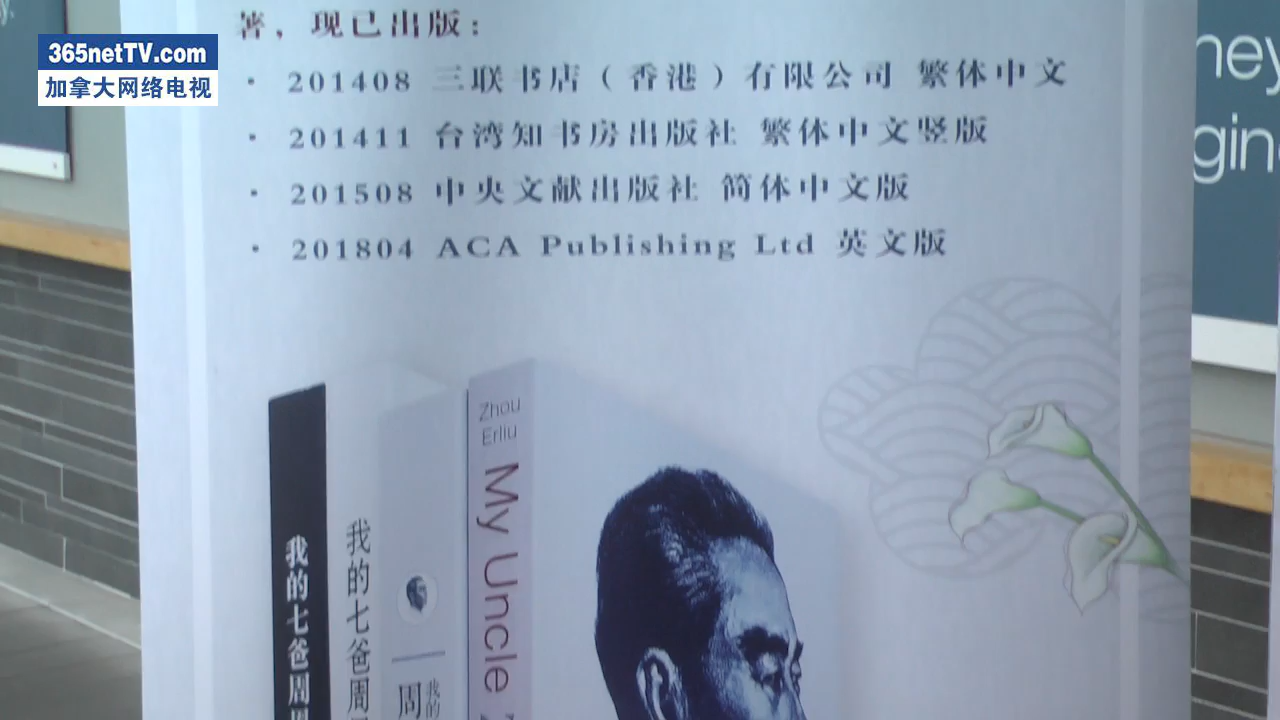 365netTV.com
加拿大网络电视
著，现已出版：
· 201408 三联书店（香港）有限公司 繁体中文
· 201411 台湾知书房出版社 繁体中文竖版
· 201508 中央文献出版社 简体中文版
· 201804 ACA Publishing Ltd 英文版
我的七爸周
我的七爸周
我的
周
Zhou
Erliu
My Uncle
ney
gin